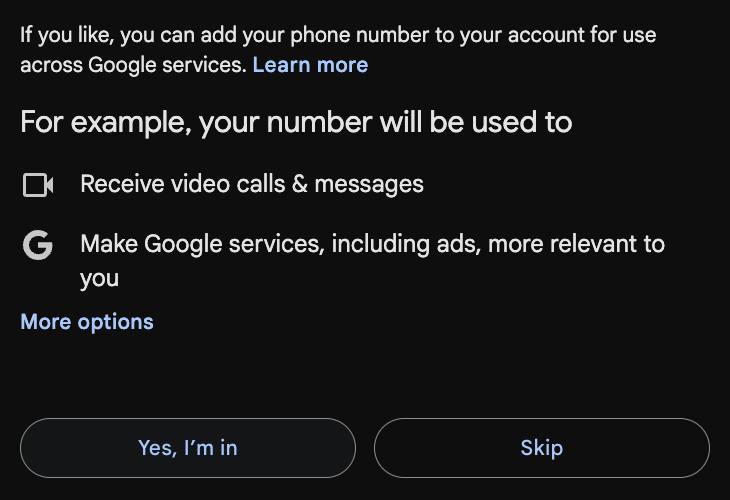 If you like, you can add your phone number to your account for use
across Google services. Learn more
For example, your number will be used to
Receive video calls & messages
Make Google services, including ads, more relevant to
you
More options
Yes, I’m in
Skip